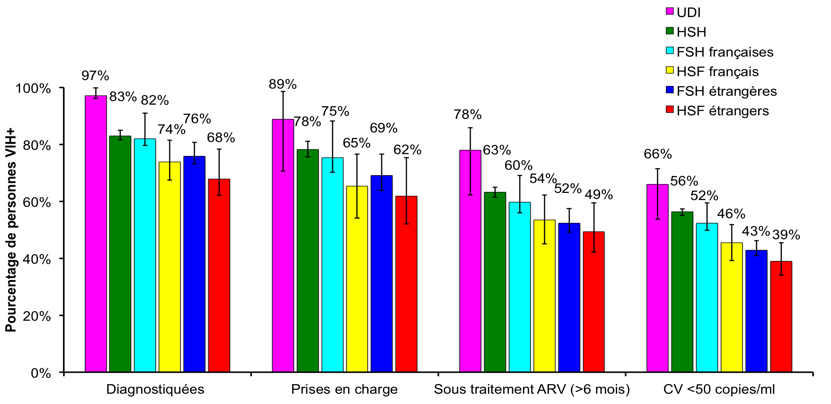 UDI
HSH
FSH françaises
HSF français
FSH étrangères
HSF étrangers
Pourcentage de personnes VIH+
100%
80%
60%
40%
20%
0%
97%
83%
82%
74%
76%
68%
89%
78%
75%
65%
69%
62%
78%
63%
60%
54%
52%
49%
66%
56%
52%
46%
43%
39%
Diagnostiquées
Prises en charge
Sous traitement ARV (>6 mois)
CV <50 copies/ml